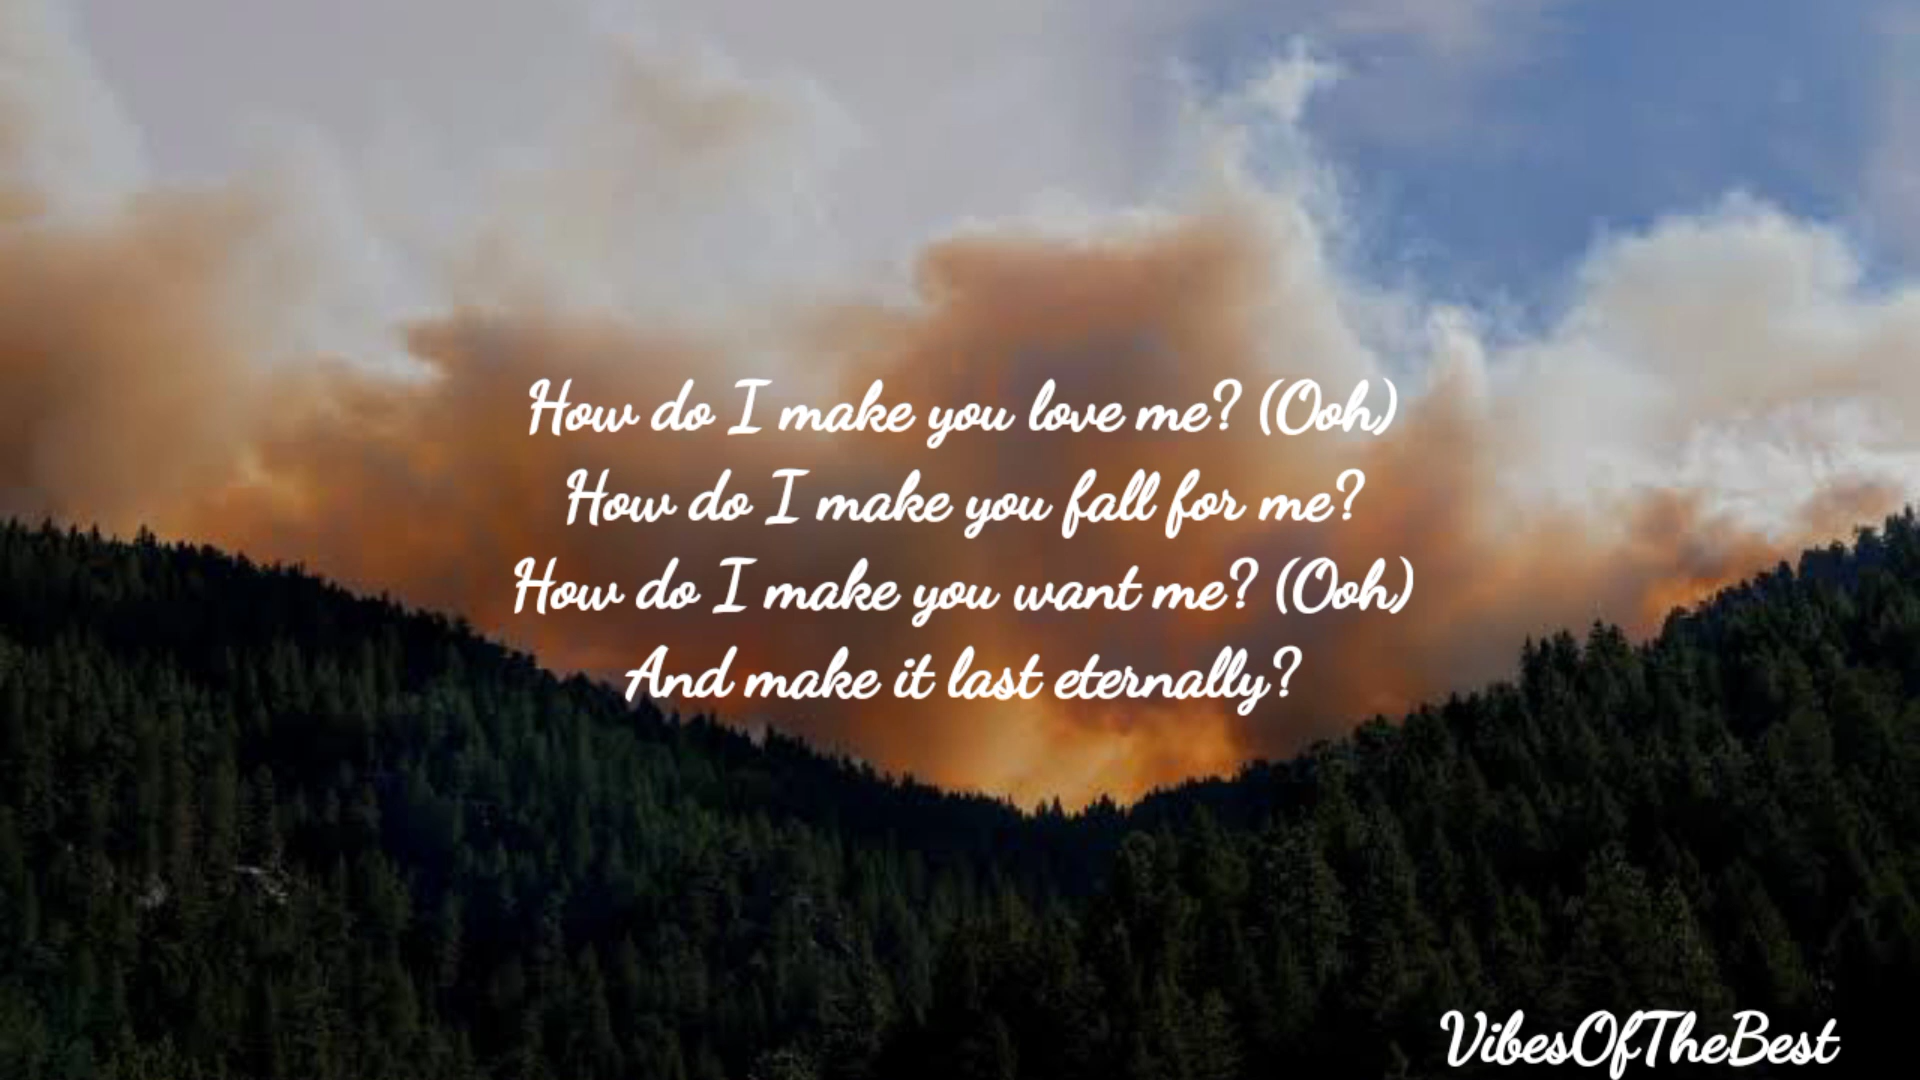 How do I make you love me? (Ooh)
How do I make you fall for me?
How do I make you want me? (Ooh)
And make it last eternally?
VibesOfTheBest